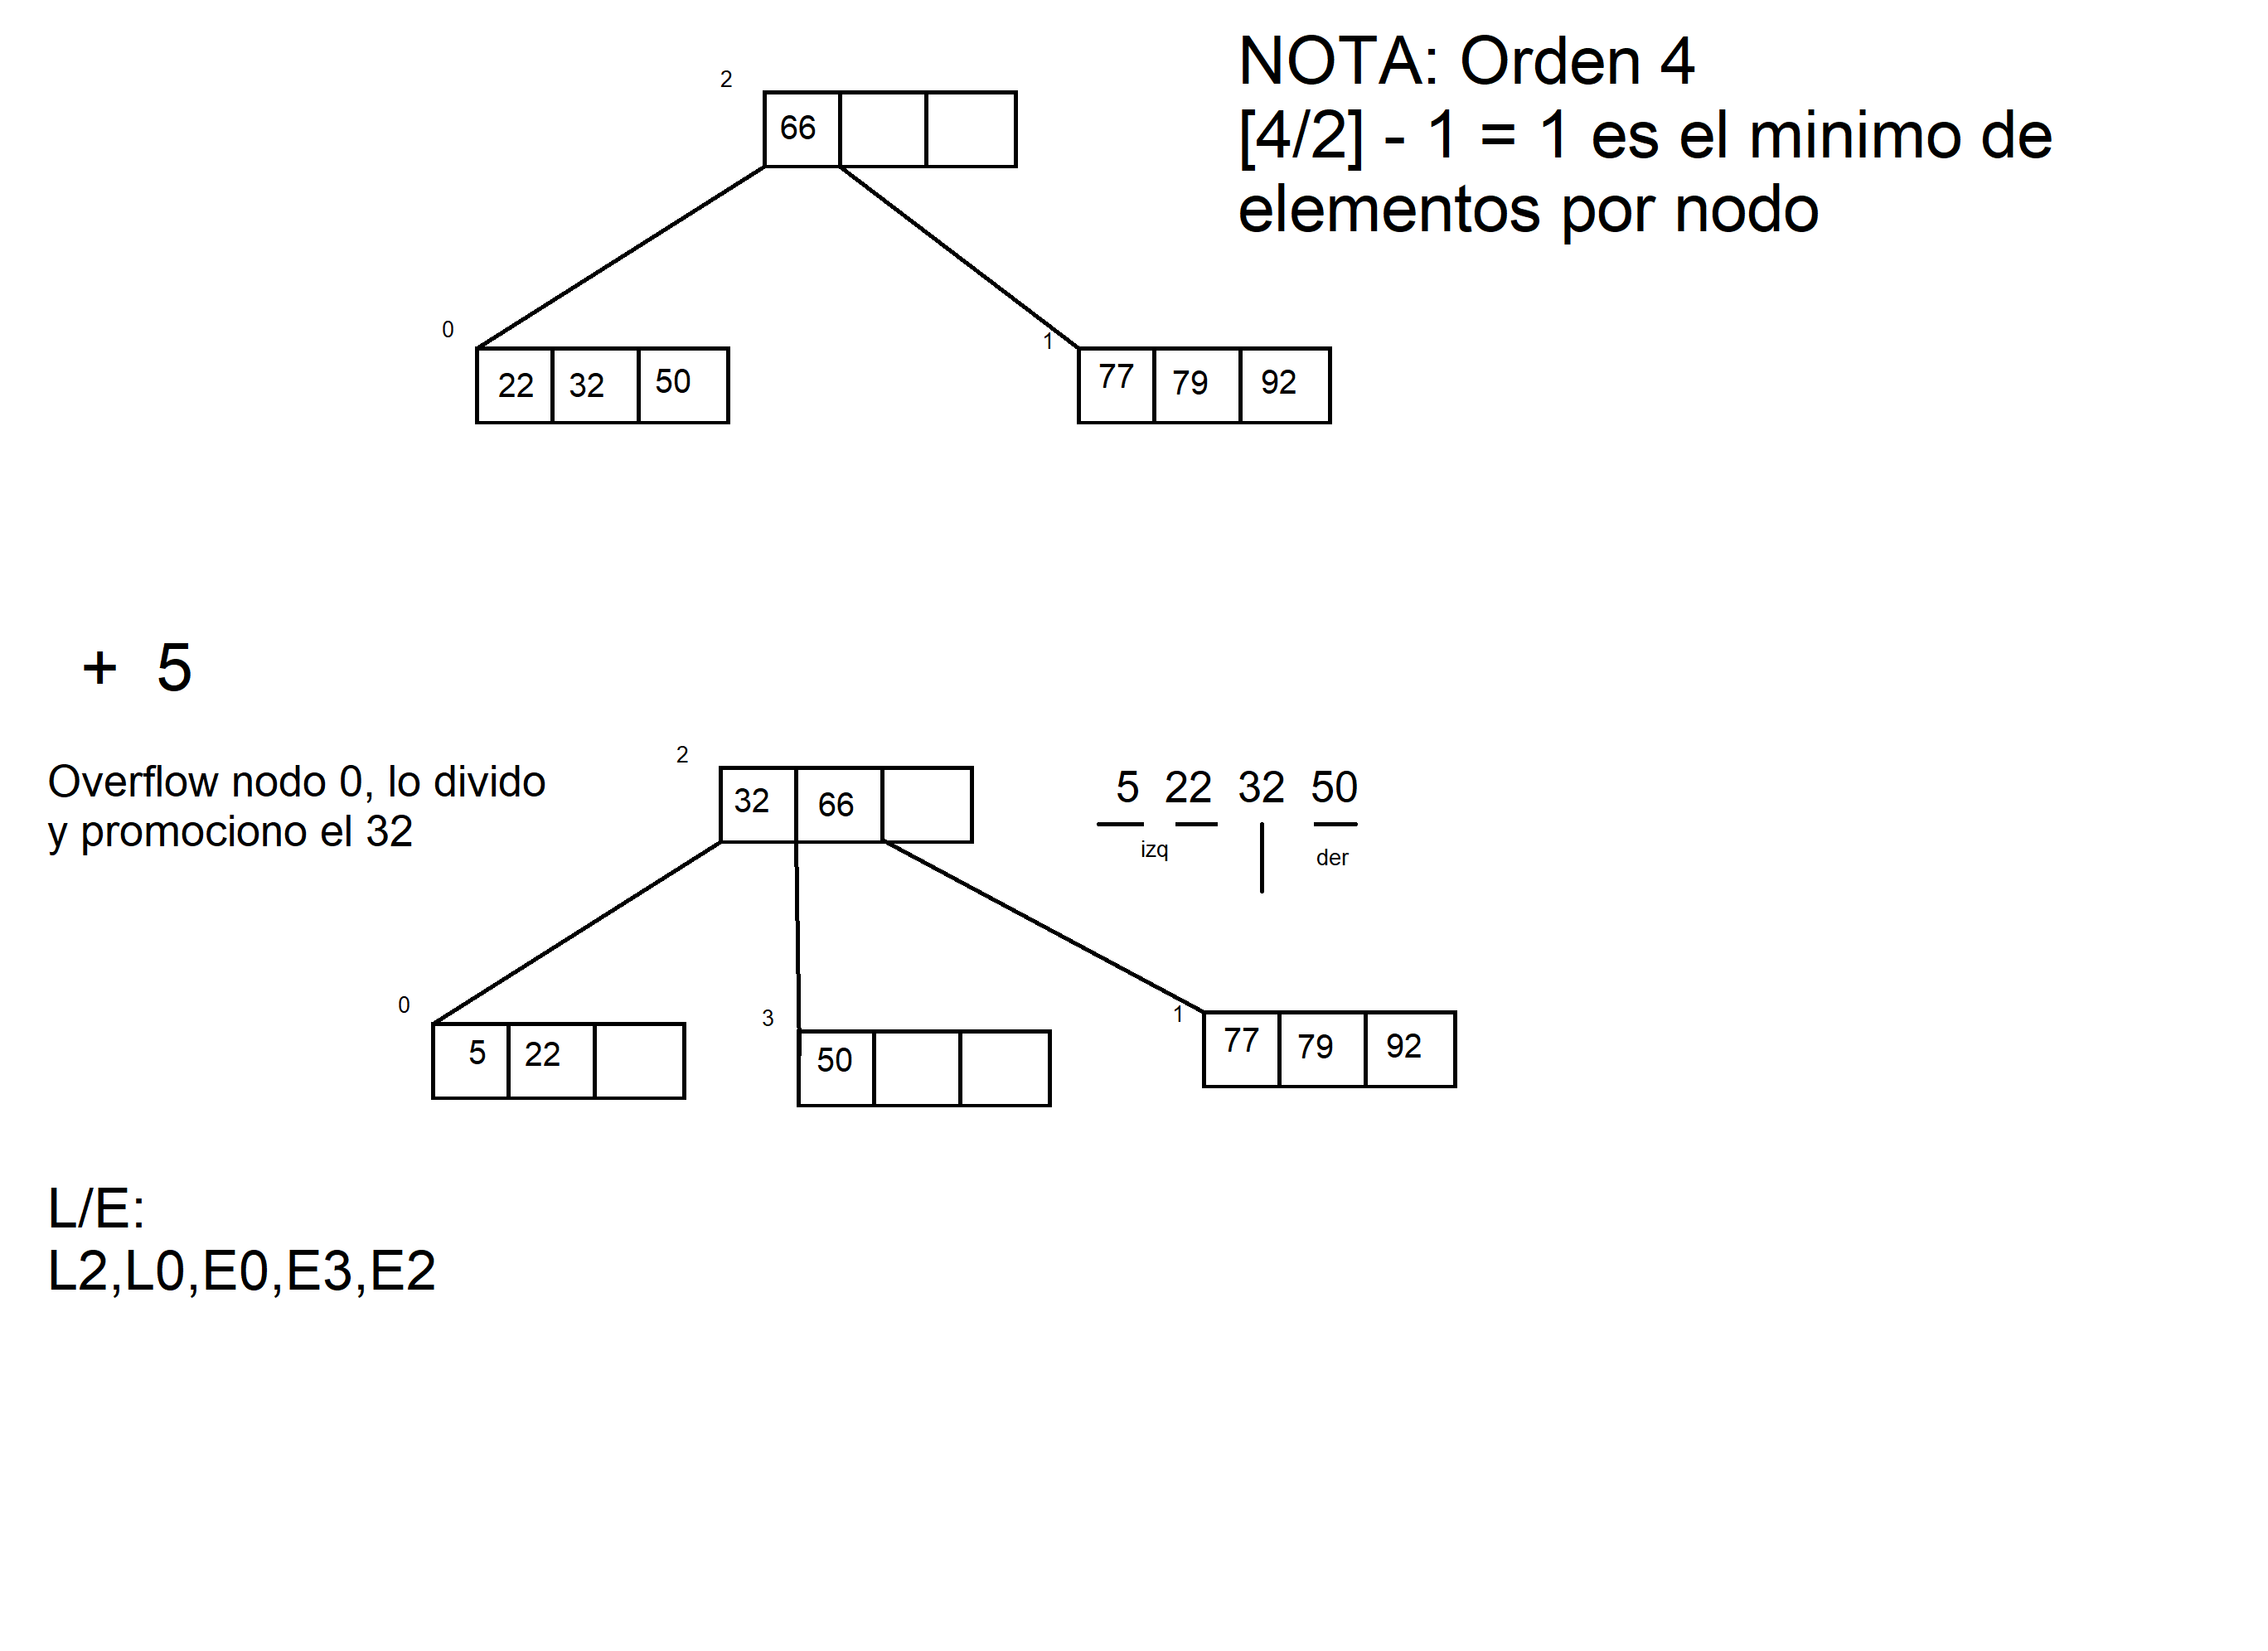 NOTA: Orden 4
[4/2] - 1 = 1 es el minimo de
elementos por nodo
2
66
0
22 32 50
1
77 79 92
+ 5
Overflow nodo 0, lo divido
y promociono el 32
2
32 66
5 22 32 50
izq der
0
5 22
3
50
1
77 79 92
L/E:
L2,L0,E0,E3,E2